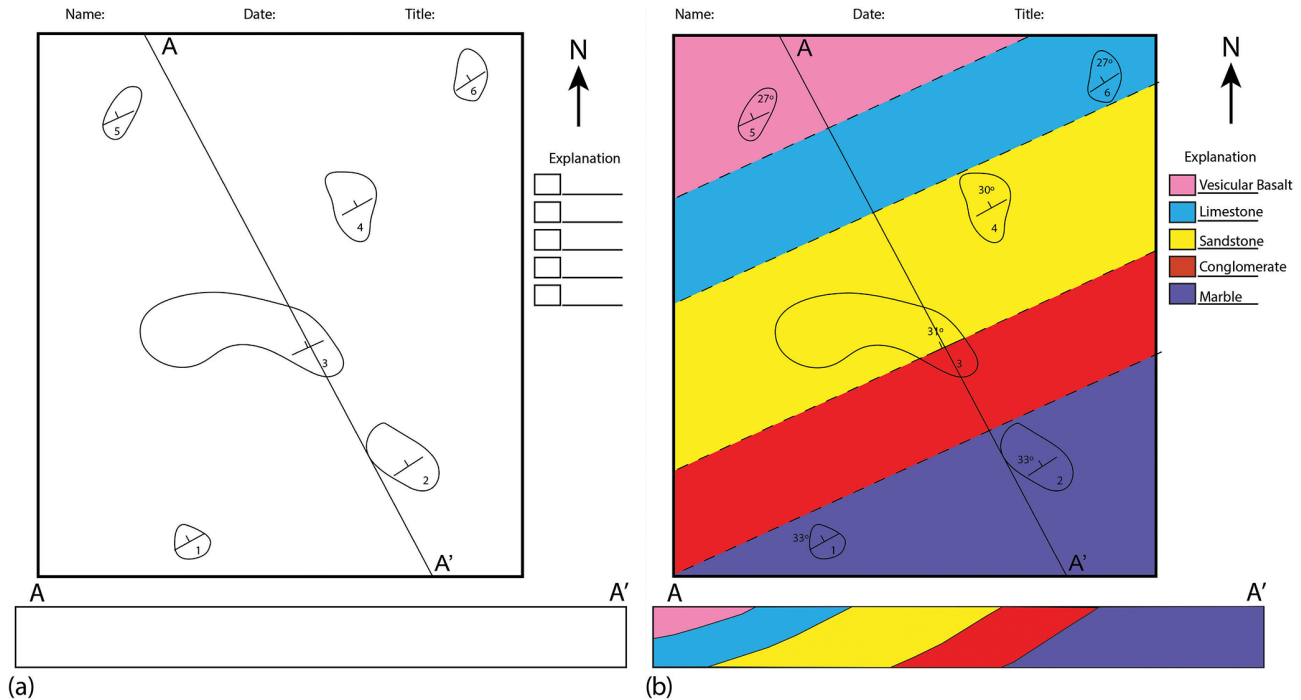 Name: Date: Title:
A
N
6
5
Explanation
4
3
2
1
A'
A A'
(a)
Name: Date: Title:
A
N
27º
6
27º
5
Explanation
Vesicular Basalt
Limestone
Sandstone
Conglomerate
Marble
30º
4
31º
3
33º
2
33º
1
A'
A A'
(b)